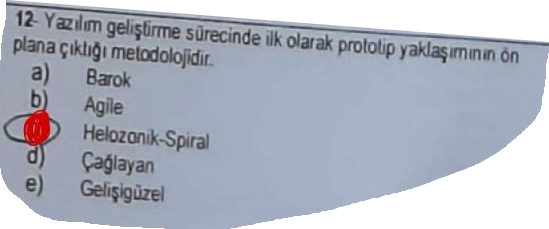 12- Yazılım geliştirme sürecinde ilk olarak prototip yaklaşımının ön
plana çıktığı metodolojidir.
a) Barok
b) Agile
Helozonik-Spiral
d) Çağlayan
e) Gelişigüzel